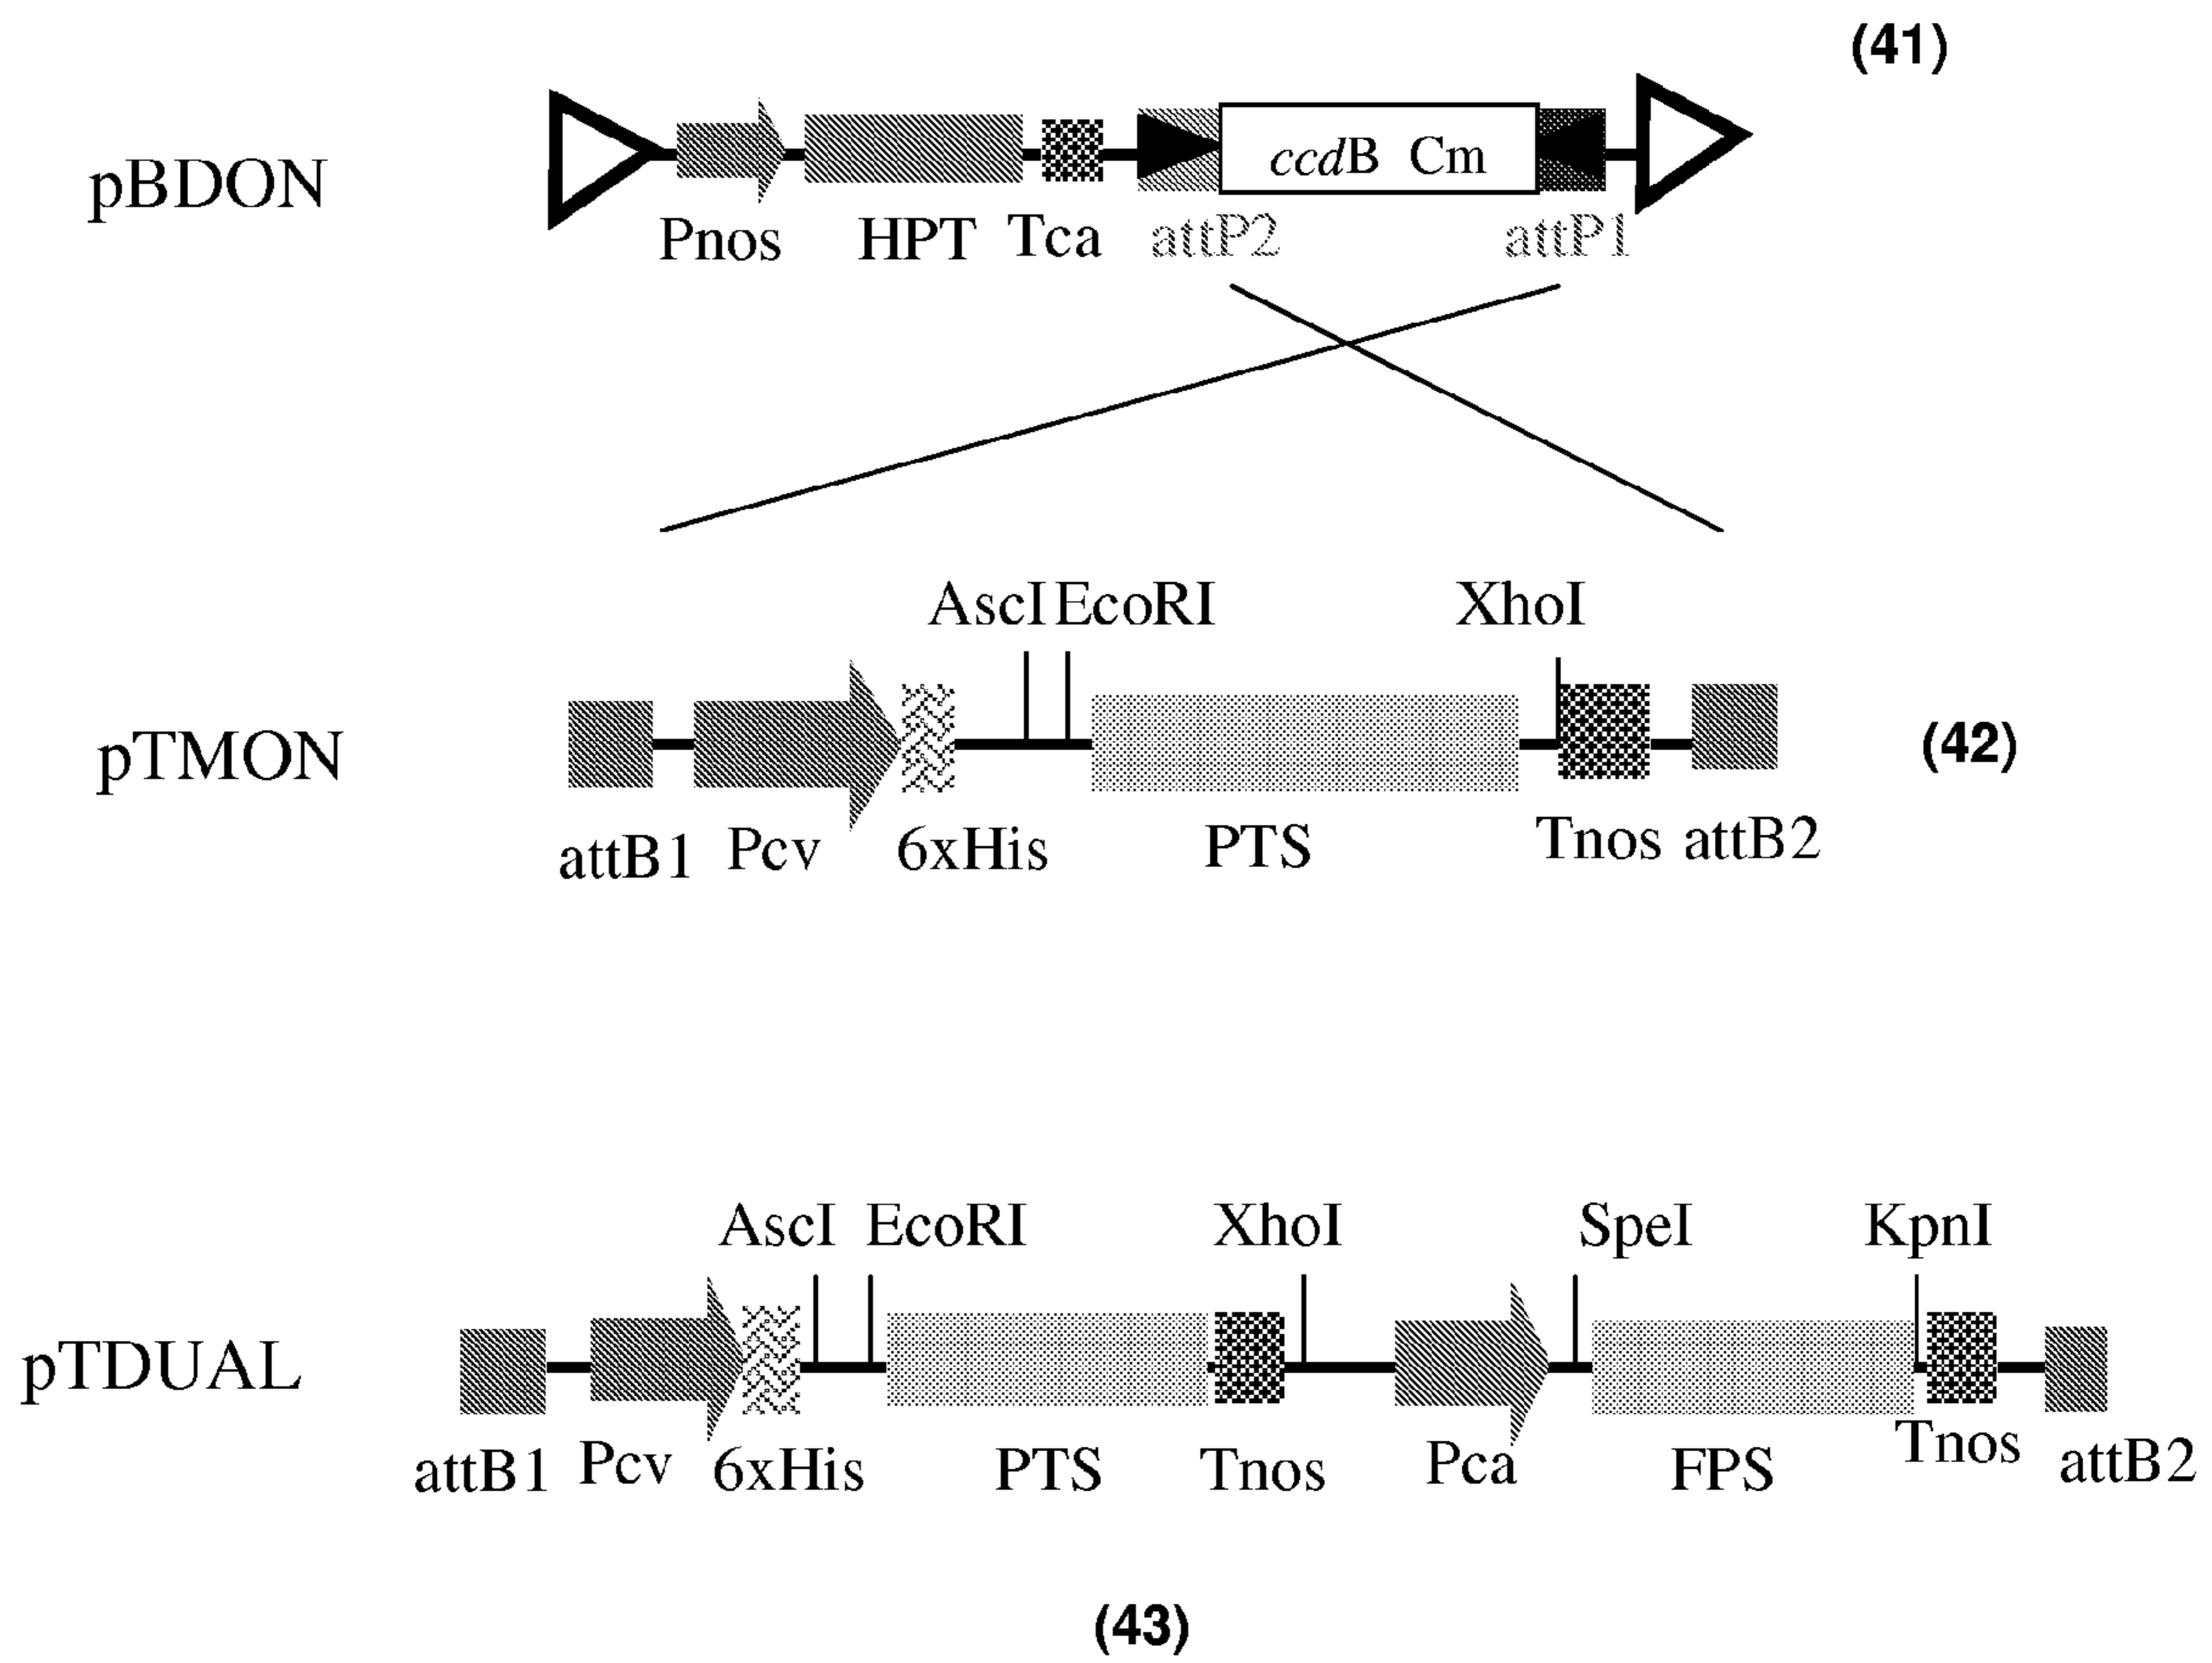 (41)
pBDON
ccdB Cm
Pnos HPT Tca attP2 attP1
AscI EcoRI XhoI
pTMON
(42)
attB1 Pcv 6xHis PTS Tnos attB2
AscI EcoRI XhoI SpeI KpnI
pTDUAL
attB1 Pcv 6xHis PTS Tnos Pca FPS Tnos attB2
(43)